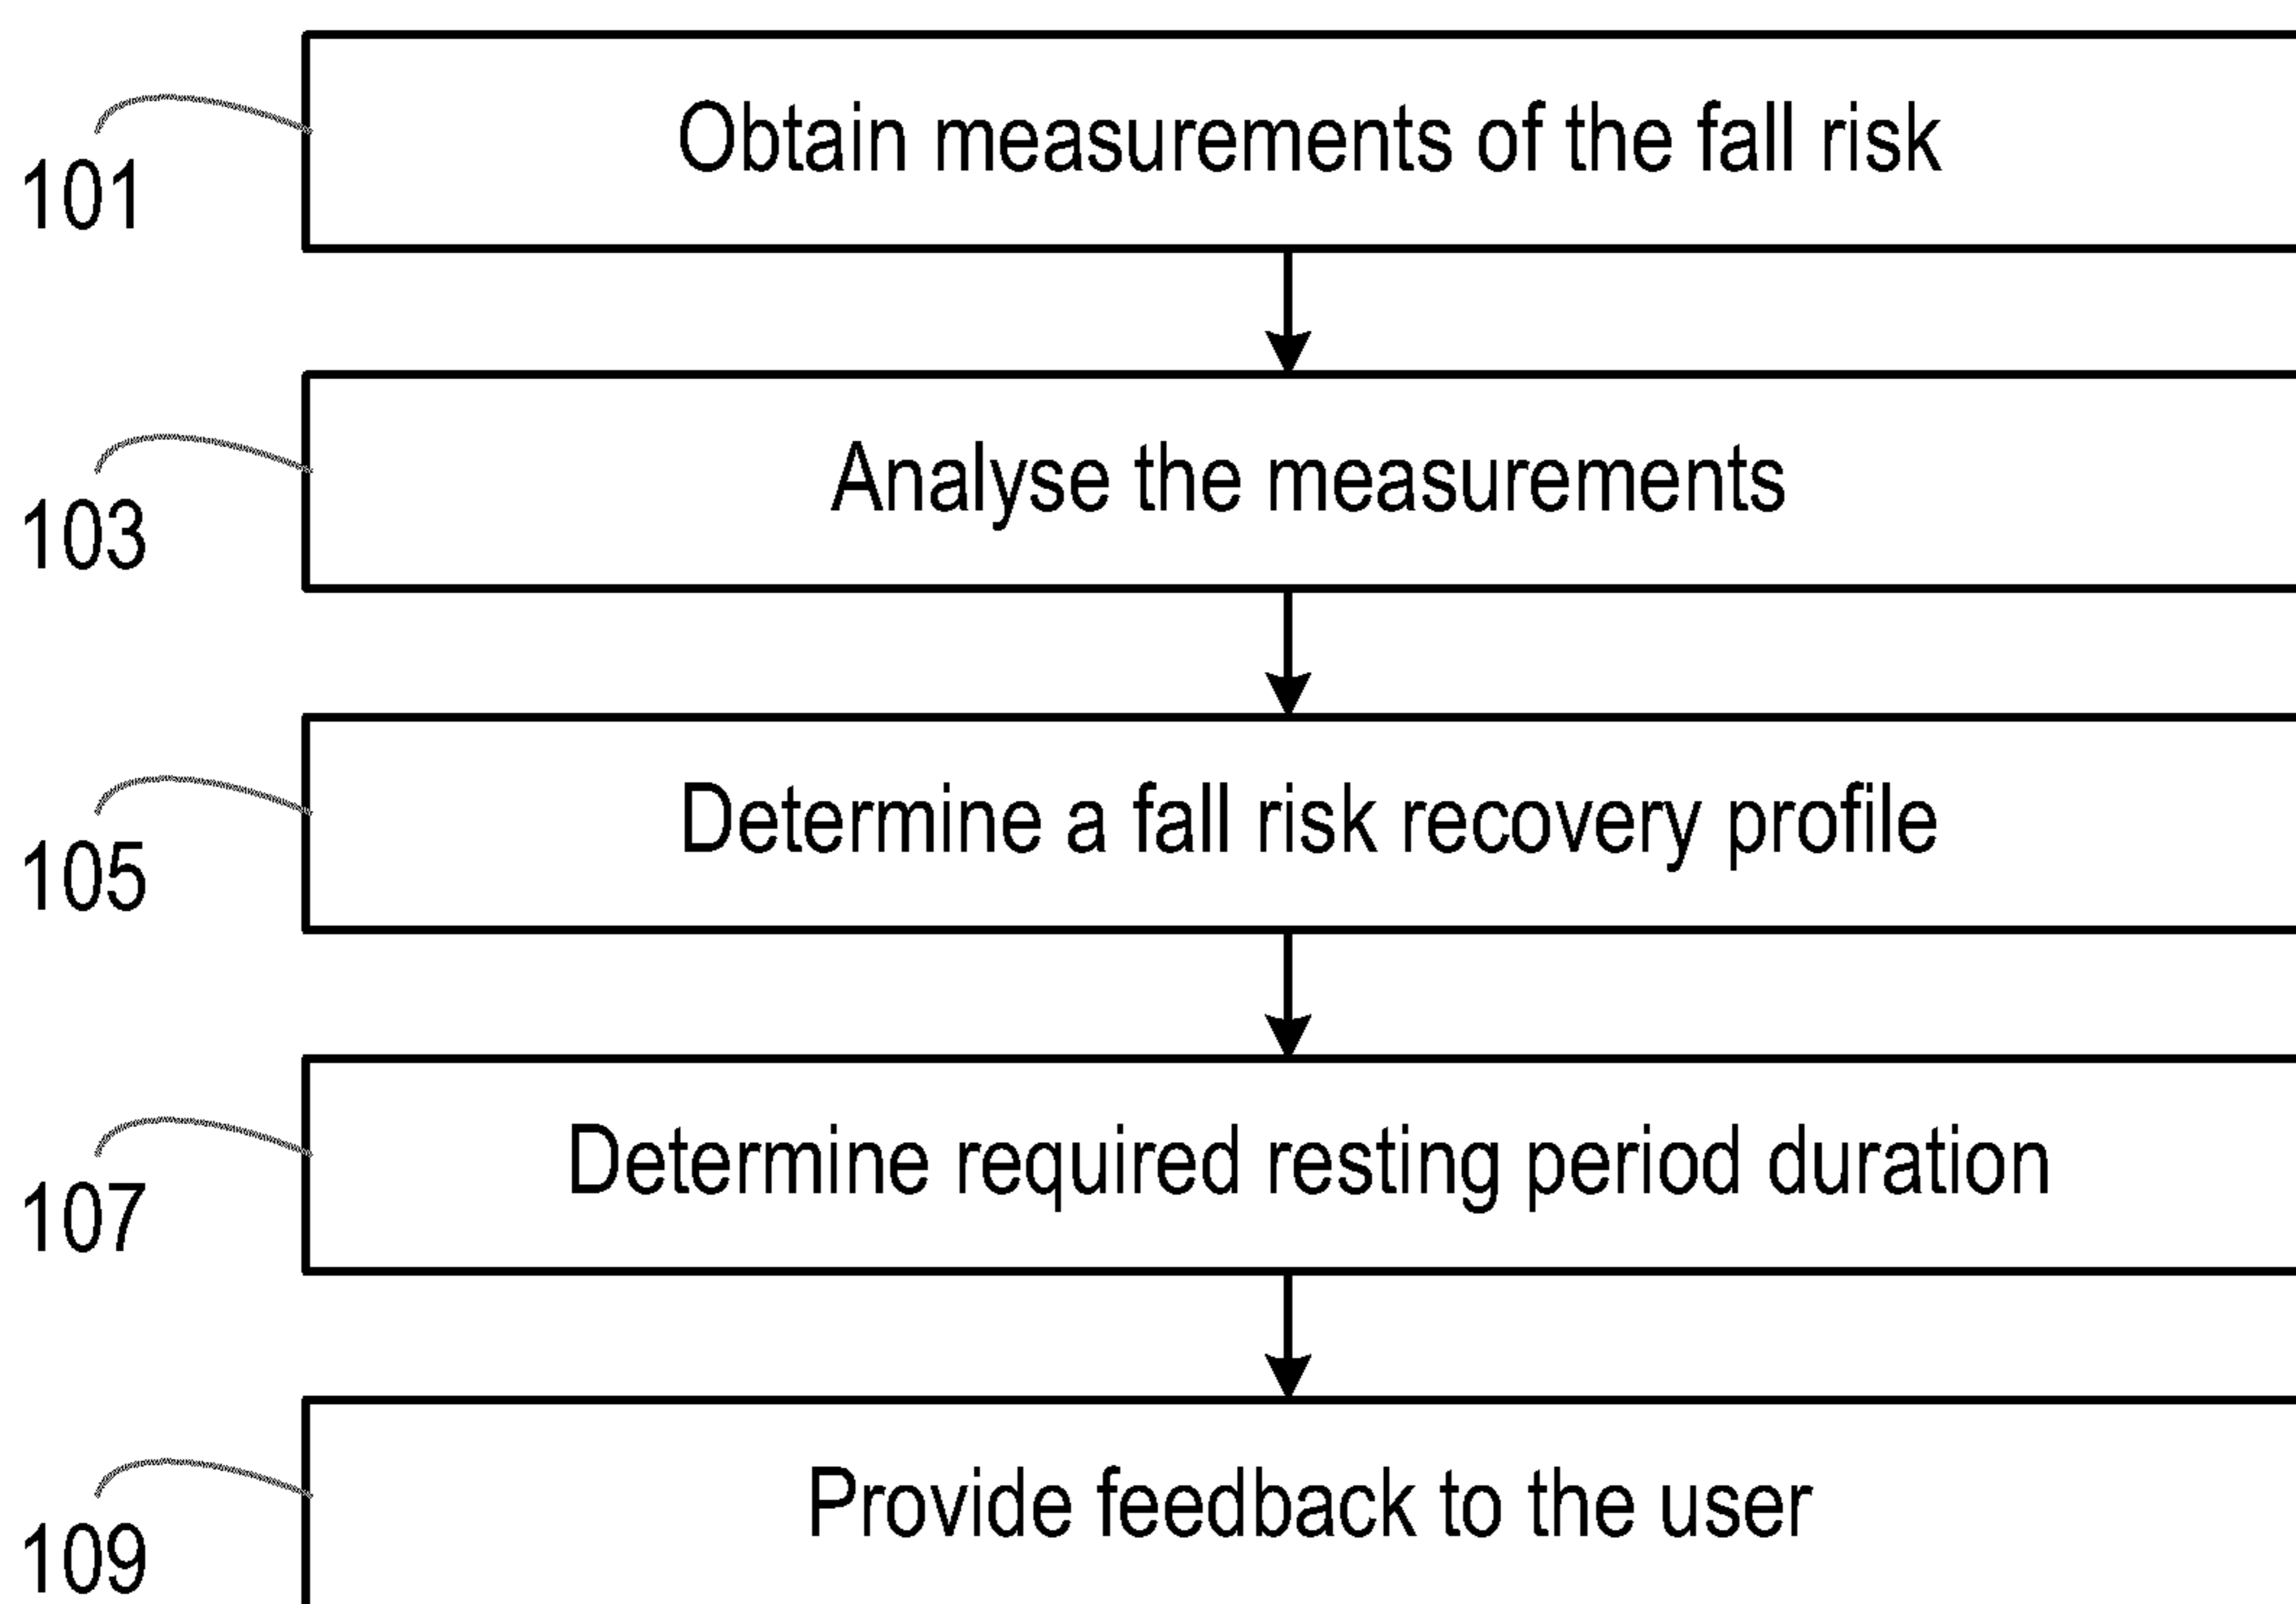 Obtain measurements of the fall risk
101
Analyse the measurements
103
Determine a fall risk recovery profile
105
Determine required resting period duration
107
Provide feedback to the user
109